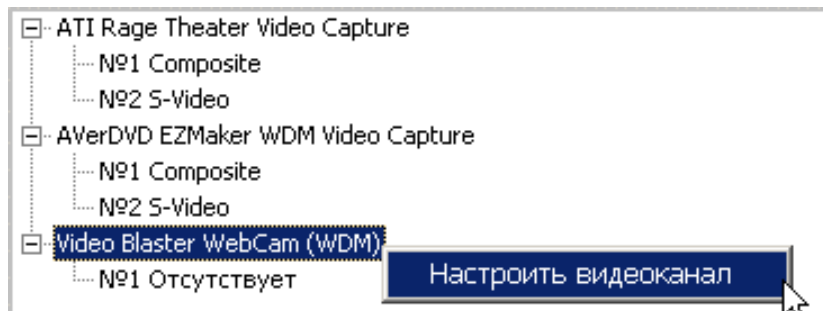 ATI Rage Theater Video Capture
№1 Composite
№2 S-Video
AVerDVD EZMaker WDM Video Capture
№1 Composite
№2 S-Video
Video Blaster WebCam (WDM)
№1 Отсутствует
Настроить видеоканал